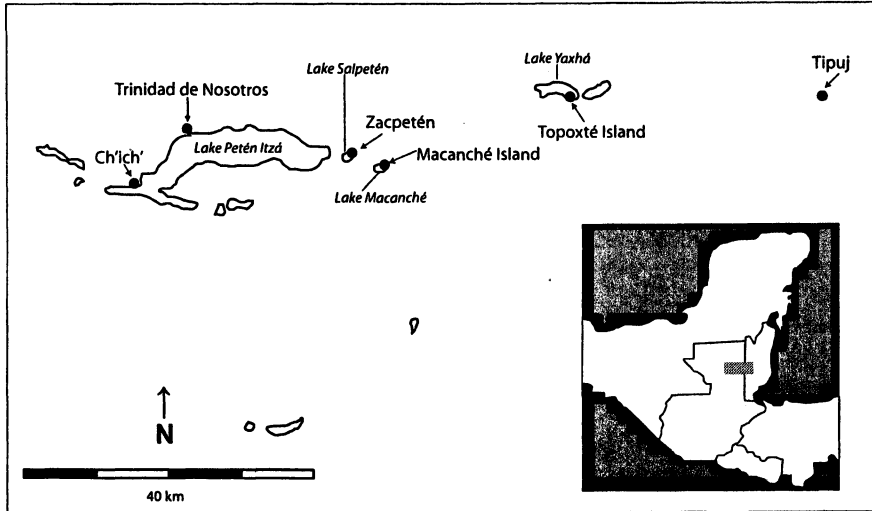 Lake Yaxhá
Tipuj
Lake Salpetén
Trinidad de Nosotros
Zacpetén
Topoxté Island
Ch'ich'
Lake Petén Itzá
Macanché Island
Lake Macanché
N
40 km